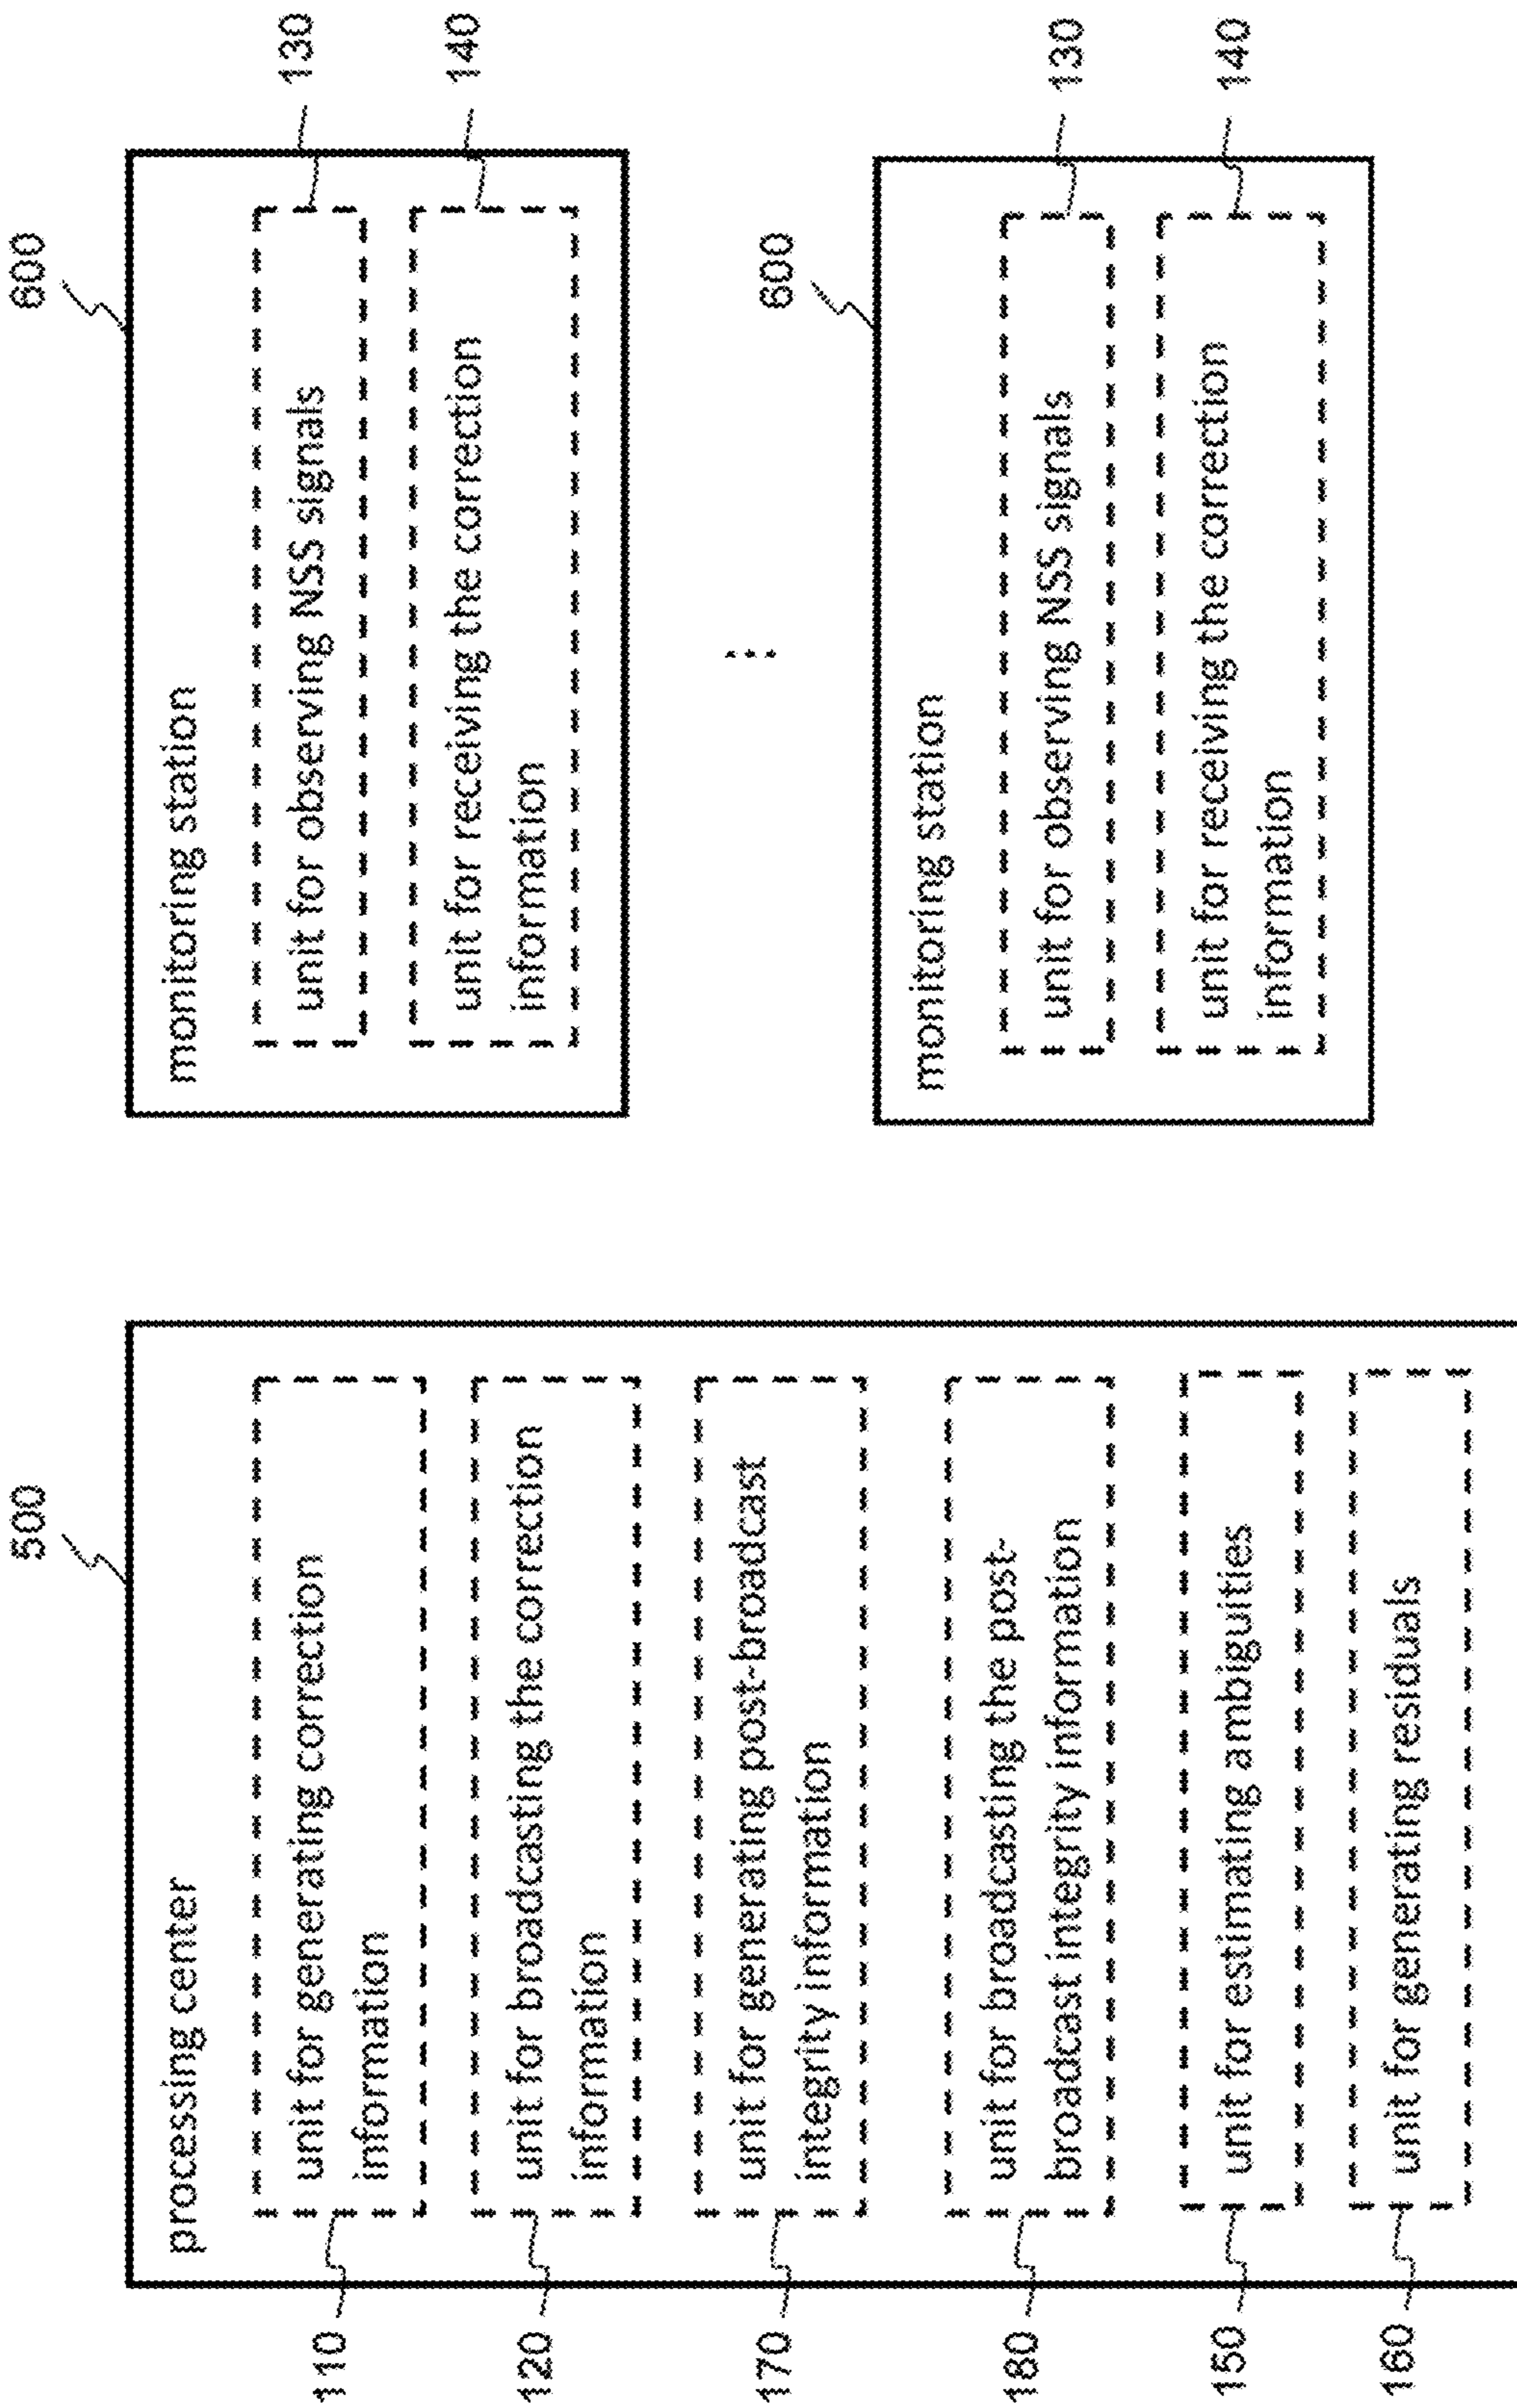 500
processing center
110
unit for generating correction
information
120
unit for broadcasting the correction
information
170
unit for generating post-broadcast
integrity information
180
unit for broadcasting the post-
broadcast integrity information
150
unit for estimating ambiguities
160
unit for generating residuals
600
monitoring station
unit for observing NSS signals
130
unit for receiving the correction
information
140
600
monitoring station
unit for observing NSS signals
130
unit for receiving the correction
information
140